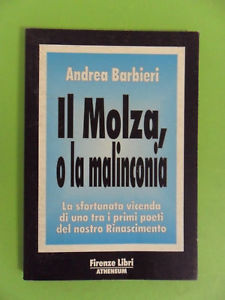 Andrea Barbieri
Il Molza,
o la malinconia
La sfortunata vicenda
di uno tra i primi poeti
del nostro Rinascimento
Firenze Libri
ATHENEUM